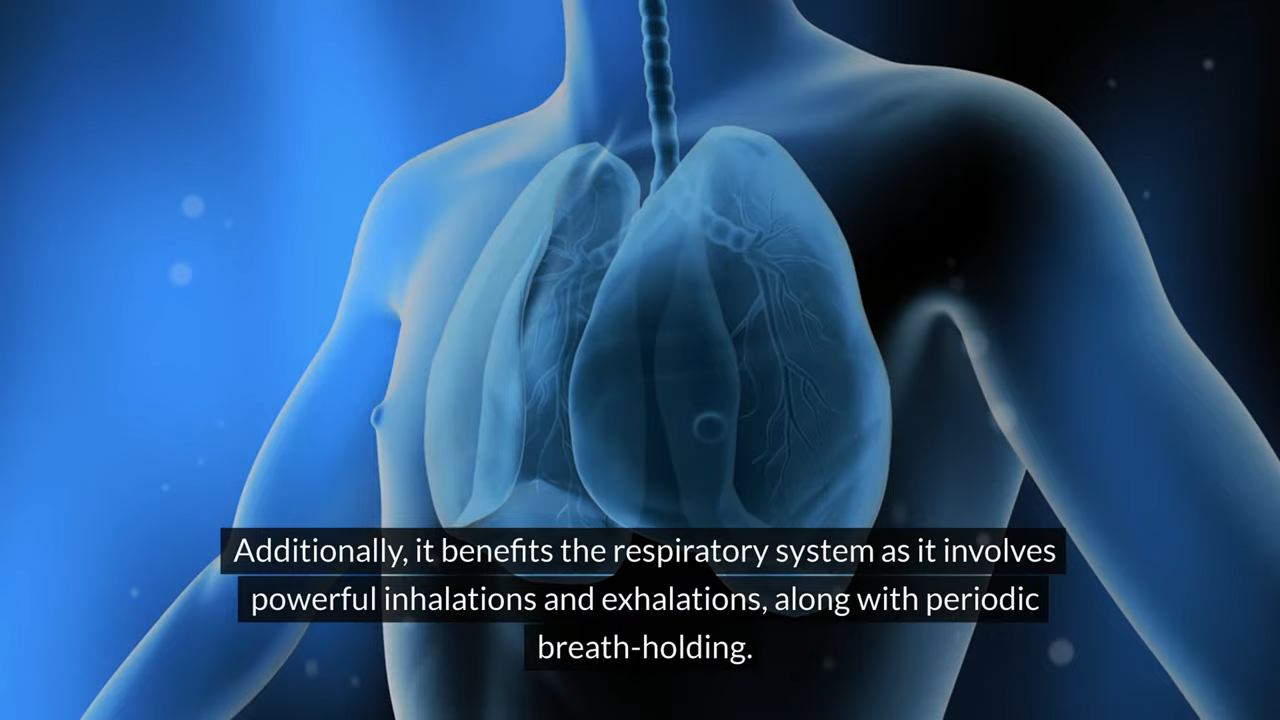 Additionally, it benefits the respiratory system as it involves
powerful inhalations and exhalations, along with periodic
breath-holding.